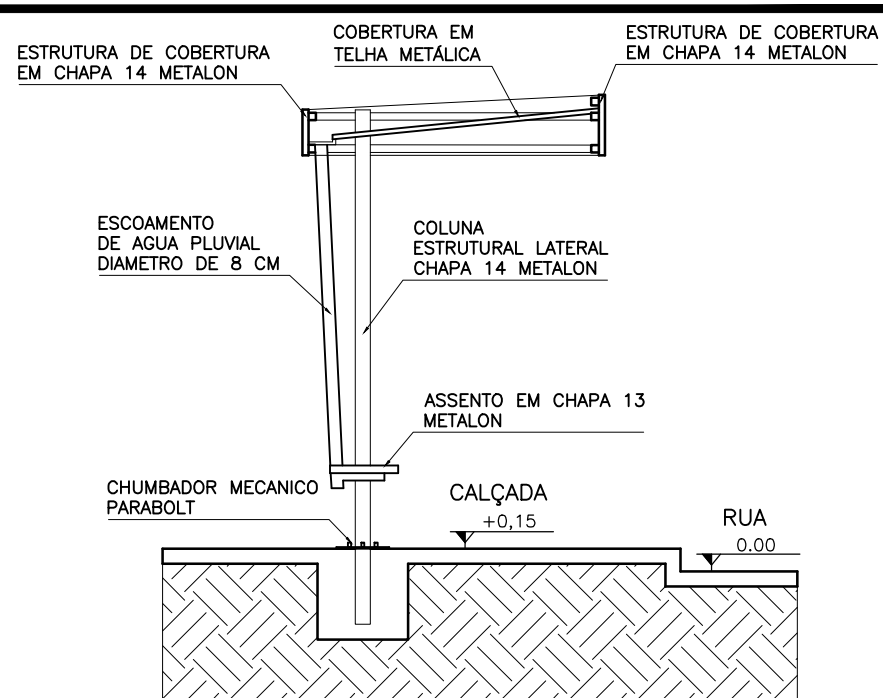 ESTRUTURA DE COBERTURA
EM CHAPA 14 METALON
COBERTURA EM
TELHA METÁLICA
ESTRUTURA DE COBERTURA
EM CHAPA 14 METALON
ESCOAMENTO
DE AGUA PLUVIAL
DIAMETRO DE 8 CM
COLUNA
ESTRUTURAL LATERAL
CHAPA 14 METALON
ASSENTO EM CHAPA 13
METALON
CHUMBADOR MECANICO
PARABOLT
CALÇADA
+0,15
RUA
0.00